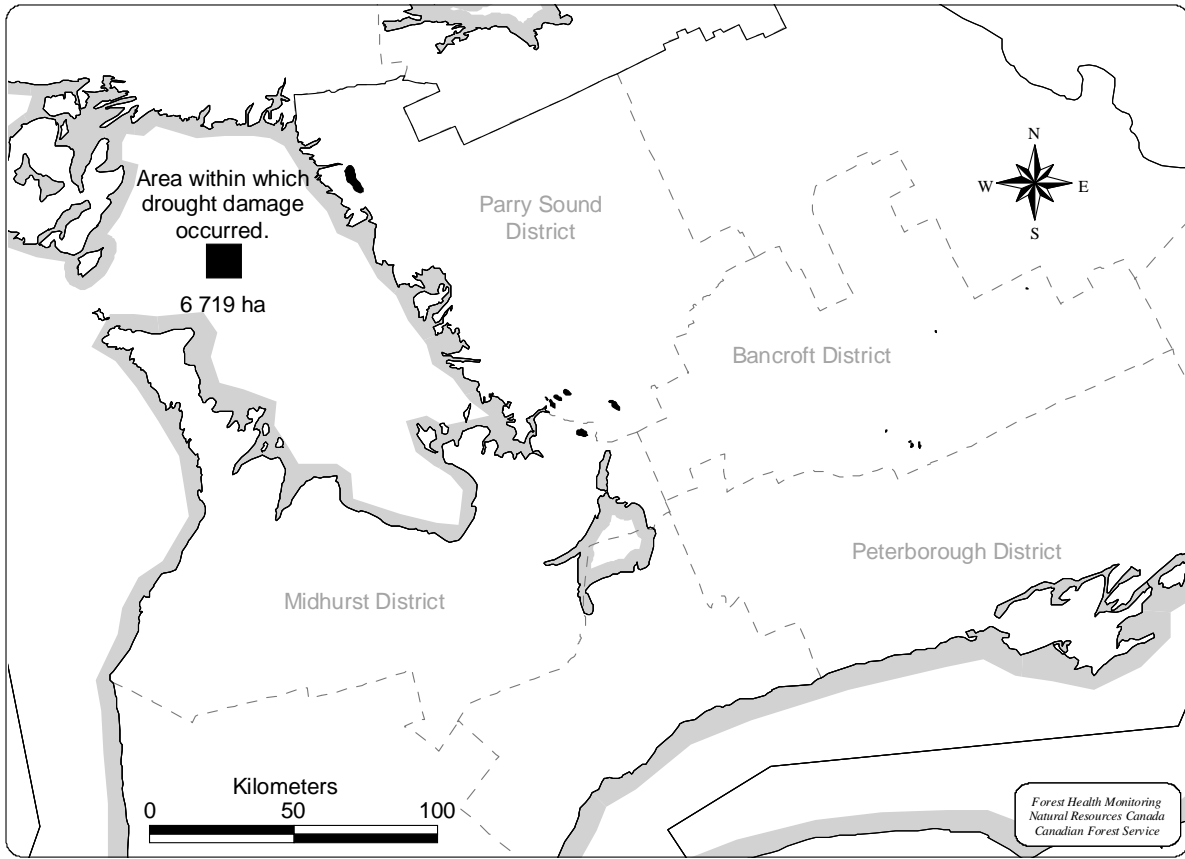 N
W E
S
Area within which
drought damage
occurred.
6 719 ha
Parry Sound
District
Bancroft District
Peterborough District
Midhurst District
Kilometers
0 50 100
Forest Health Monitoring
Natural Resources Canada
Canadian Forest Service